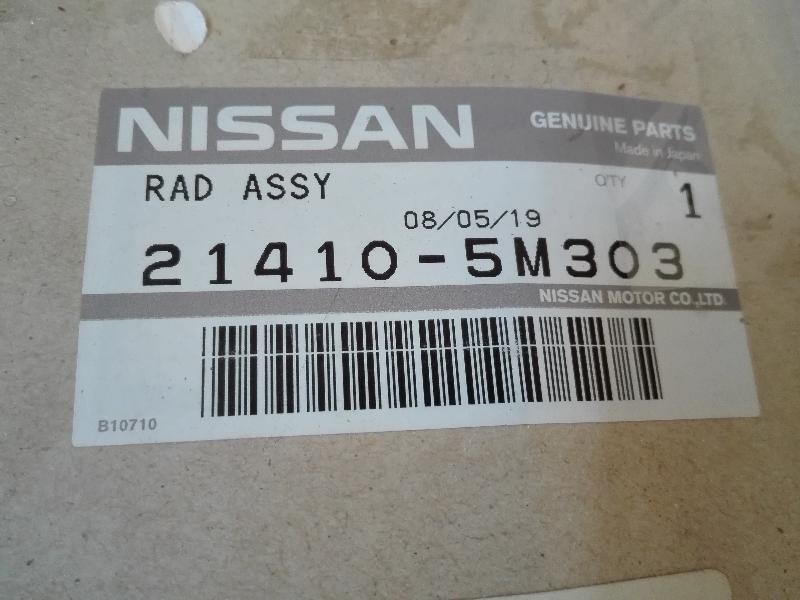 NISSAN GENUINE PARTS
Made in Japan
RAD ASSY Q'TY 1
08/05/19
21410-5M303
NISSAN MOTOR CO.,LTD.
B10710